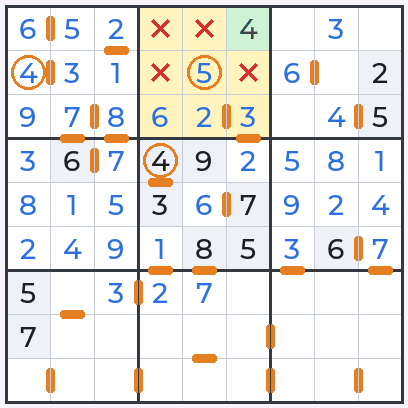 6 5 2 × × 4 3
4 3 1 × 5 × 6 2
9 7 8 6 2 3 4 5
3 6 7 4 9 2 5 8 1
8 1 5 3 6 7 9 2 4
2 4 9 1 8 5 3 6 7
5 3 2 7
7